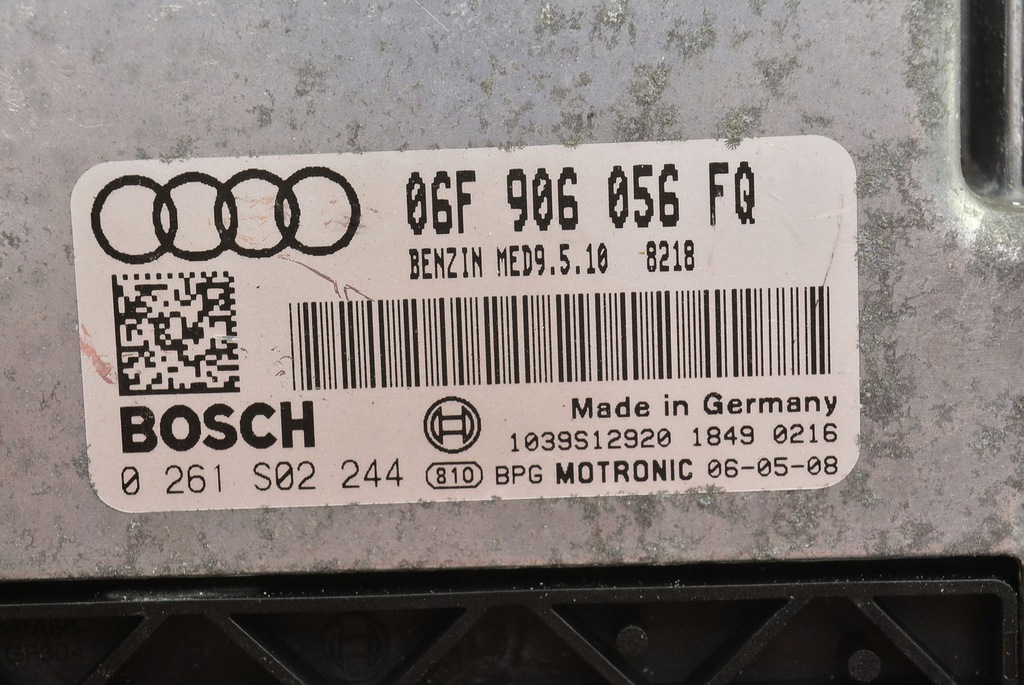 06F 906 056 FQ
BENZIN MED9.5.10 8218
BOSCH
Made in Germany
1039S12920 1849 0216
0 261 S02 244 810 BPG MOTRONIC 06-05-08